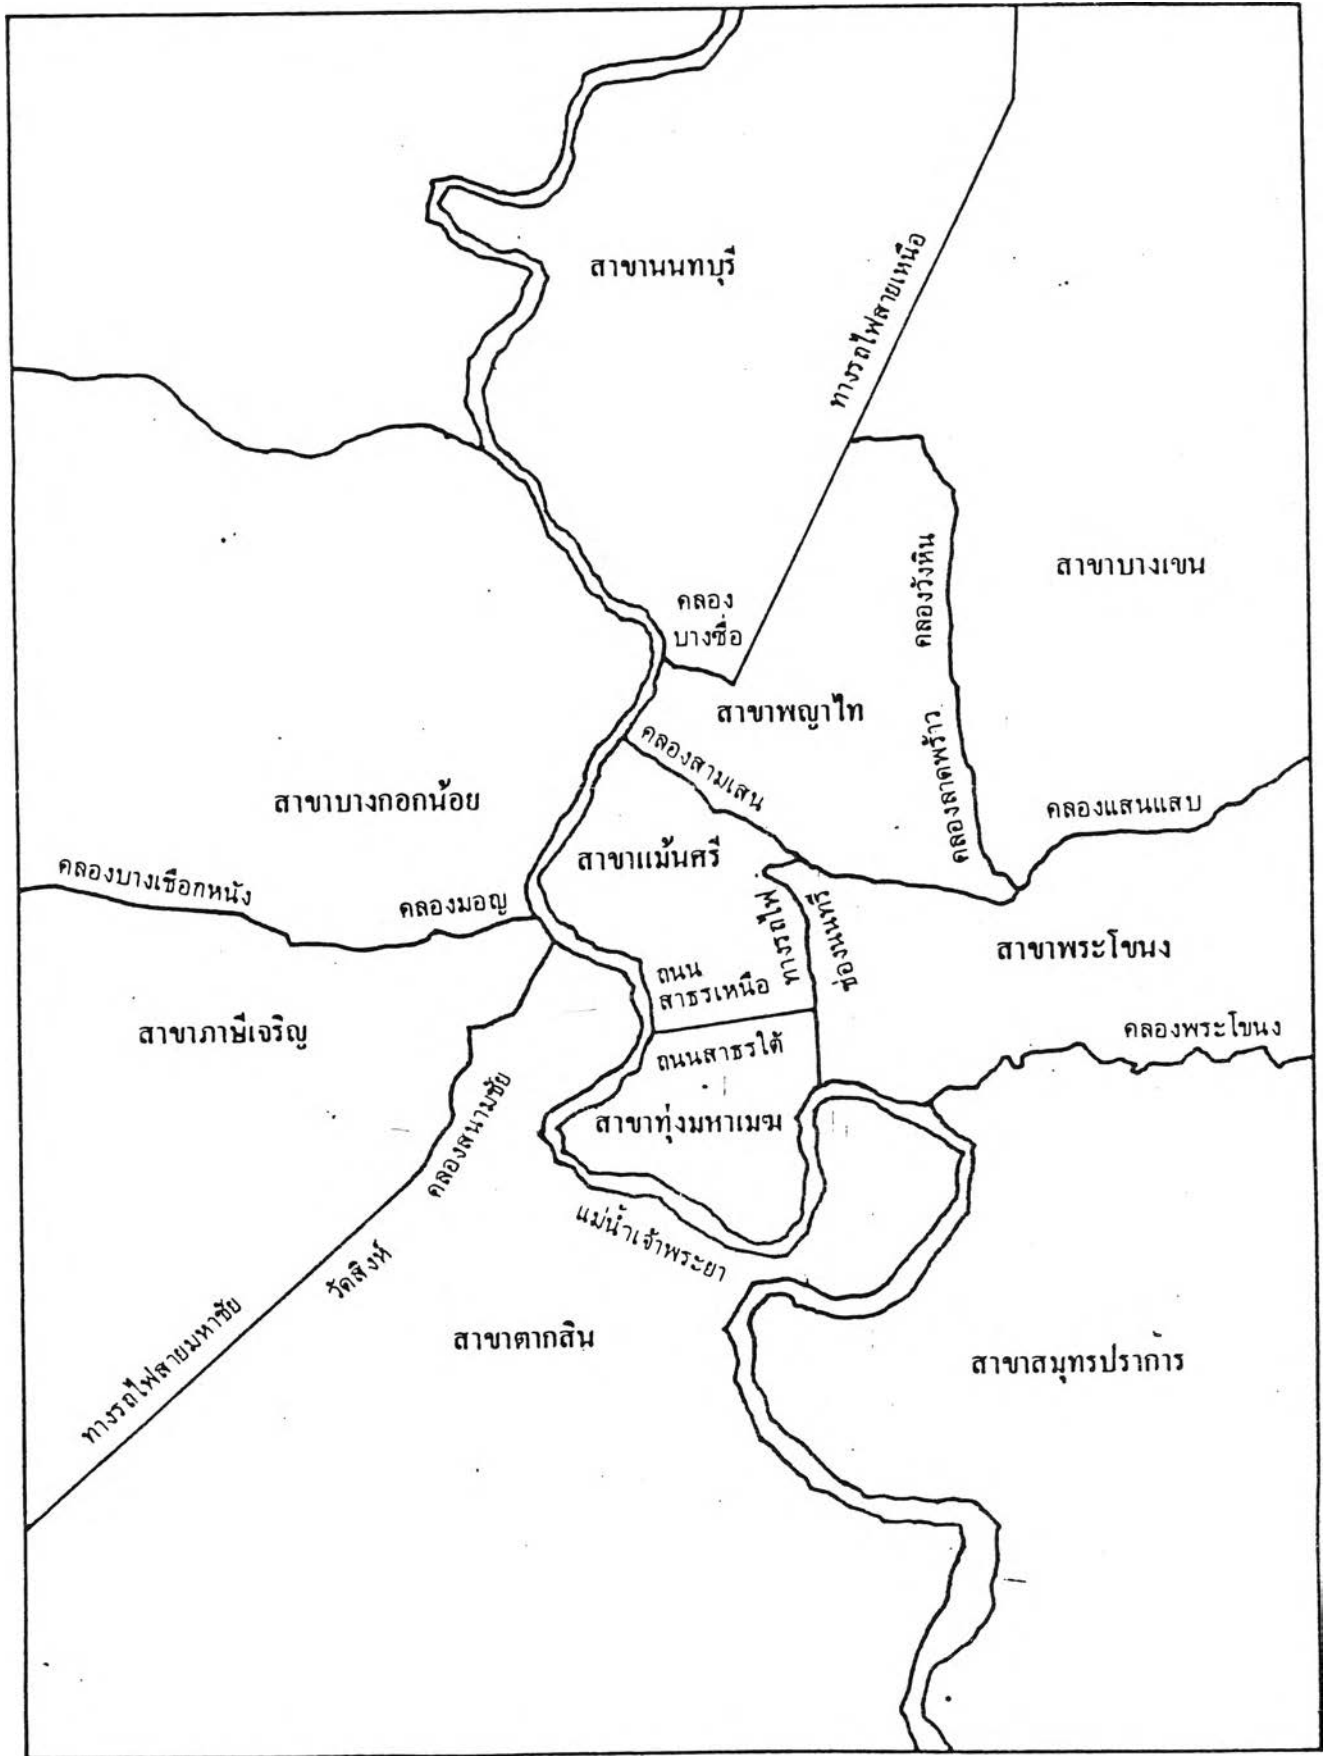 สาขานนทบุรี
ทางรถไฟสายเหนือ
คลองวังหิน
สาขาบางเขน
คลอง
บางซื่อ
สาขาพญาไท
คลองลาดพร้าว
คลองสามเสน
สาขาบางกอกน้อย
คลองแสนแสบ
สาขาแม้นศรี
คลองบางเชือกหนัง
คลองมอญ
ทางรถไฟ
ช่องนนทรี
สาขาพระโขนง
ถนน
สาธรเหนือ
สาขาภาษีเจริญ
คลองพระโขนง
ถนนสาธรใต้
คลองสนามชัย
สาขาทุ่งมหาเมฆ
แม่น้ำเจ้าพระยา
วัดสิงห์
ทางรถไฟสายมหาชัย
สาขาตากสิน
สาขาสมุทรปราการ